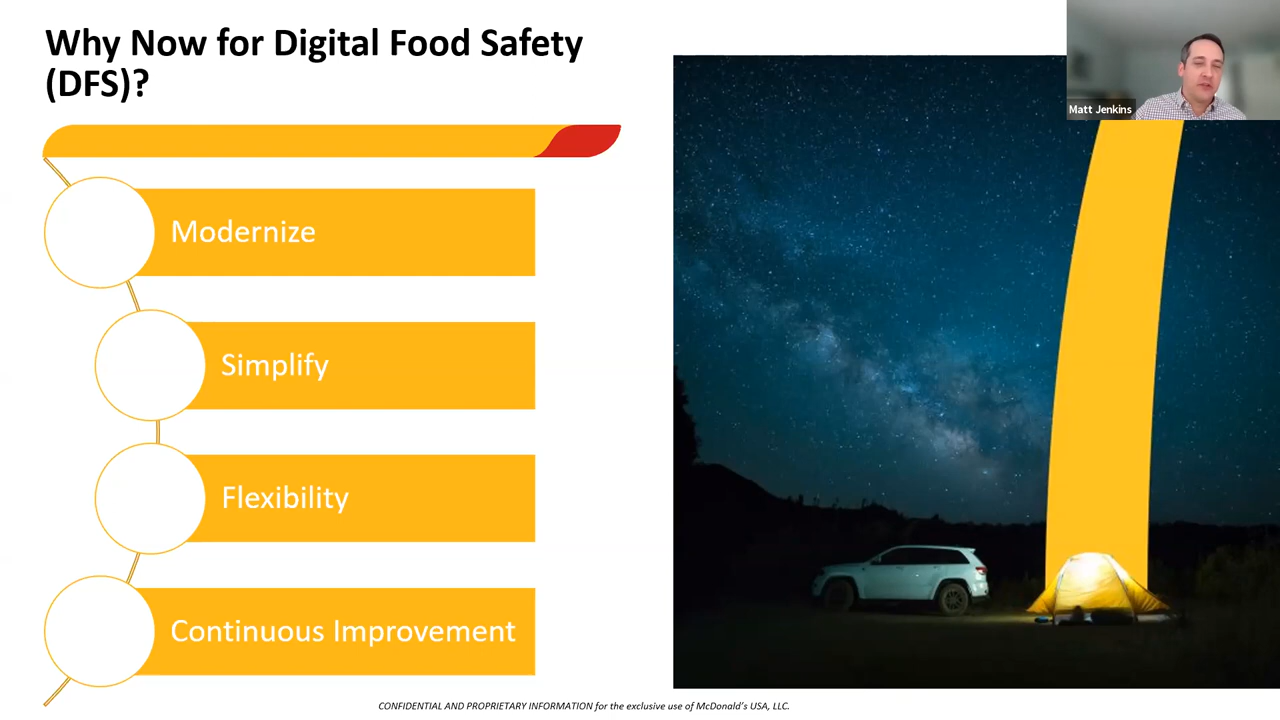 Why Now for Digital Food Safety
(DFS)?
Matt Jenkins
Modernize
Simplify
Flexibility
Continuous Improvement
CONFIDENTIAL AND PROPRIETARY INFORMATION for the exclusive use of McDonald's USA, LLC.